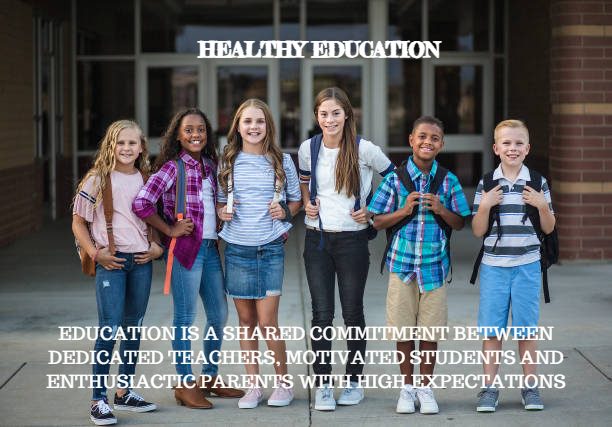 HEALTHY EDUCATION
EDUCATION IS A SHARED COMMITMENT BETWEEN
DEDICATED TEACHERS, MOTIVATED STUDENTS AND
ENTHUSIACTIC PARENTS WITH HIGH EXPECTATIONS